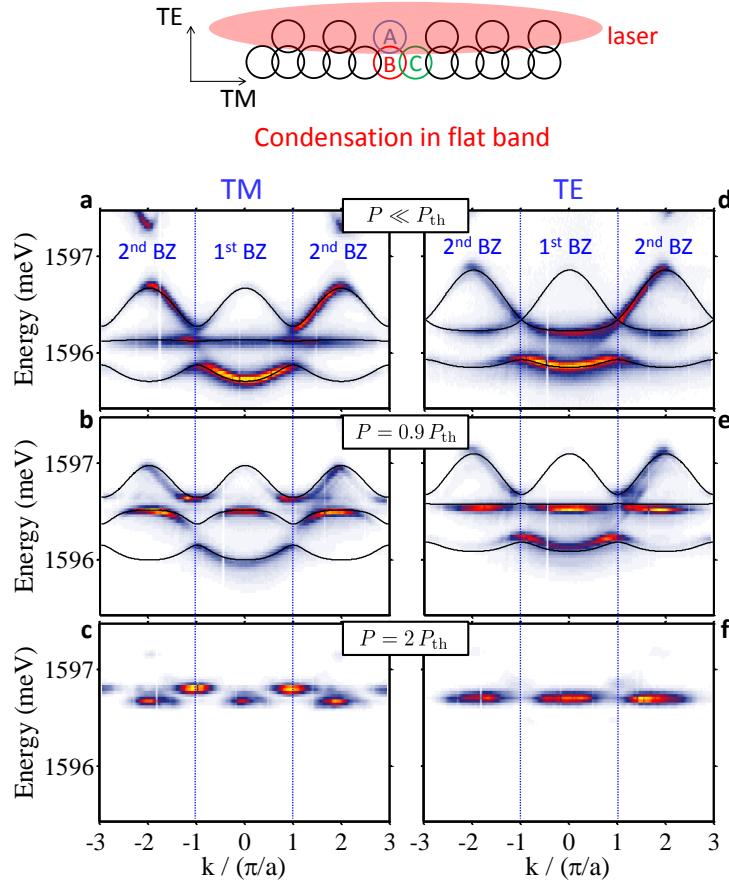 TE
A
laser
B C
TM
Condensation in flat band
TM TE
a P ≪ P_th d
2nd BZ 1st BZ 2nd BZ 2nd BZ 1st BZ 2nd BZ
1597
1596
Energy (meV)
b P = 0.9 P_th e
1597
1596
Energy (meV)
c P = 2 P_th f
1597
1596
Energy (meV)
-3 -2 -1 0 1 2 3 -3 -2 -1 0 1 2 3
k / (π/a) k / (π/a)